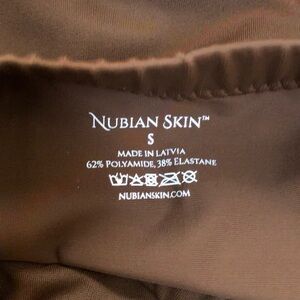 NUBIAN SKIN™
S
MADE IN LATVIA
62% POLYAMIDE, 38% ELASTANE
NUBIANSKIN.COM